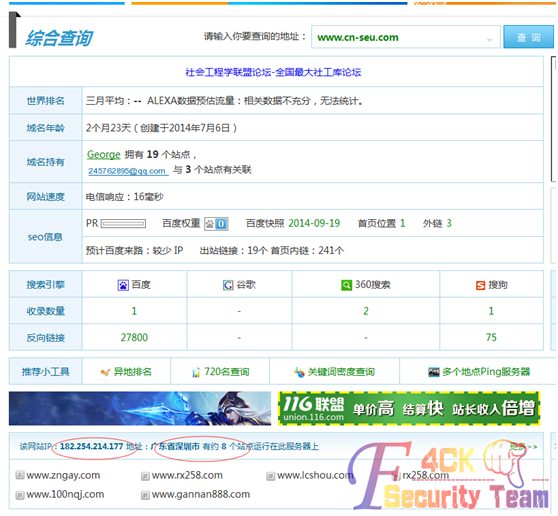 综合查询
请输入你要查询的地址： www.cn-seu.com 查 询
社会工程学联盟论坛-全国最大社工库论坛
世界排名 三月平均：-- ALEXA数据预估流量：相关数据不充分，无法统计。
域名年龄 2个月23天（创建于2014年7月6日）
域名持有 George 拥有 19 个站点，
245762895@qq.com 与 3 个站点有关联
网站速度 电信响应：16毫秒
seo信息 PR 百度权重 0 百度快照 2014-09-19 首页位置 1 外链 3
预计百度来路：较少 IP 出站链接：19个 首页内链：241个
搜索引擎 百度 谷歌 360搜索 搜狗
收录数量 1 - 2 1
反向链接 27800 - - 75
推荐小工具 异地排名 720名查询 关键词密度查询 多个地点Ping服务器
116联盟 单价高 结算快 站长收入倍增
union.116.com
该网站IP：182.254.214.177 地址：广东省深圳市 有约 8 个站点运行在此服务器上 >>
www.zngay.com www.rx258.com www.lcshou.com rx258.com
www.100nqj.com www.gannan888.com
F4CK
Security Team